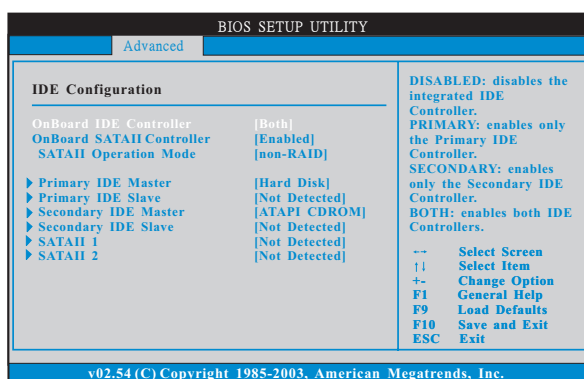 BIOS SETUP UTILITY
Advanced
IDE Configuration
OnBoard IDE Controller [Both]
OnBoard SATAII Controller [Enabled]
SATAII Operation Mode [non-RAID]
Primary IDE Master [Hard Disk]
Primary IDE Slave [Not Detected]
Secondary IDE Master [ATAPI CDROM]
Secondary IDE Slave [Not Detected]
SATAII 1 [Not Detected]
SATAII 2 [Not Detected]
DISABLED: disables the
integrated IDE
Controller.
PRIMARY: enables only
the Primary IDE
Controller.
SECONDARY: enables
only the Secondary IDE
Controller.
BOTH: enables both IDE
Controllers.
↔ Select Screen
↑↓ Select Item
+- Change Option
F1 General Help
F9 Load Defaults
F10 Save and Exit
ESC Exit
v02.54 (C) Copyright 1985-2003, American Megatrends, Inc.